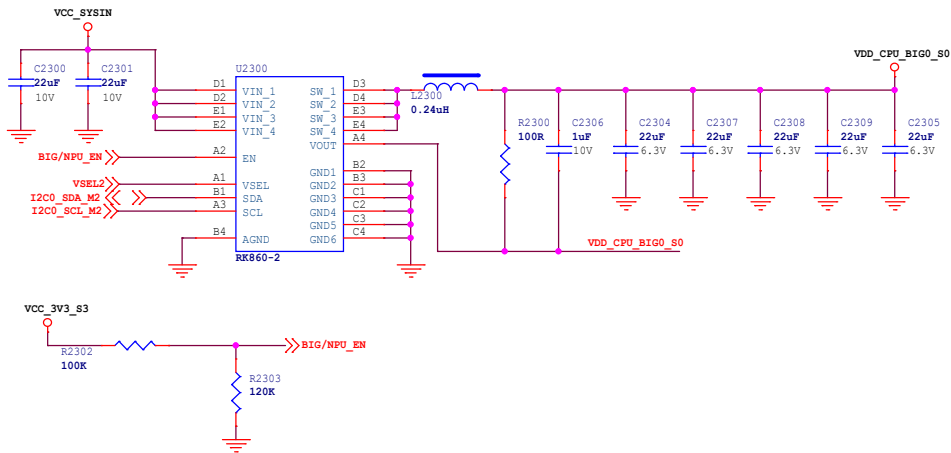 VCC_SYSIN
C2300
22uF
10V
C2301
22uF
10V
U2300
D1 VIN_1 SW_1 D3
D2 VIN_2 SW_2 D4
E1 VIN_3 SW_3 E3
E2 VIN_4 SW_4 E4
VOUT A4
BIG/NPU_EN A2 EN
GND1 B2
VSEL2 A1 VSEL GND2 B3
I2C0_SDA_M2 B1 SDA GND3 C1
I2C0_SCL_M2 A3 SCL GND4 C2
GND5 C3
B4 AGND GND6 C4
RK860-2
L2300
0.24uH
VDD_CPU_BIG0_S0
R2300
100R
C2306
1uF
10V
C2304
22uF
6.3V
C2307
22uF
6.3V
C2308
22uF
6.3V
C2309
22uF
6.3V
C2305
22uF
6.3V
VDD_CPU_BIG0_S0
VCC_3V3_S3
R2302
100K
BIG/NPU_EN
R2303
120K